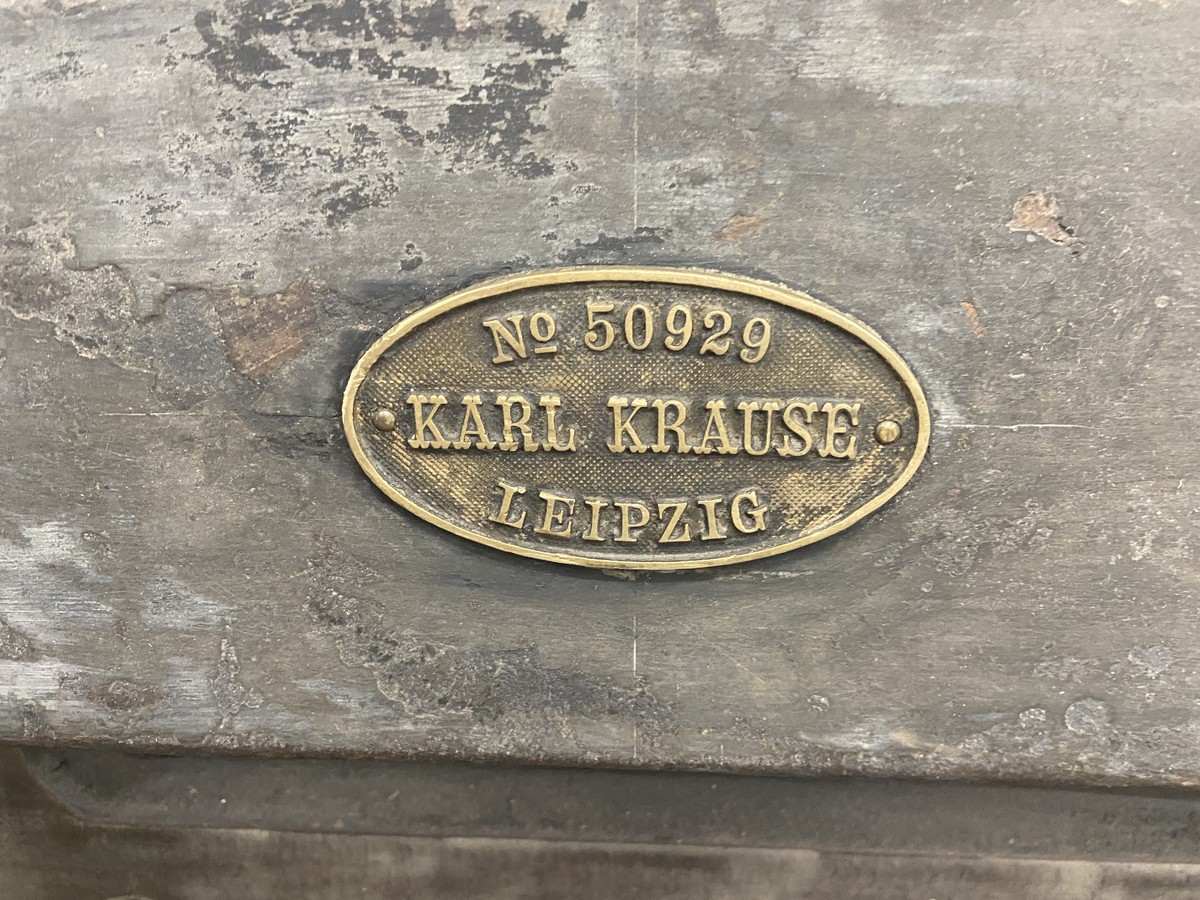 No 50929
KARL KRAUSE
LEIPZIG